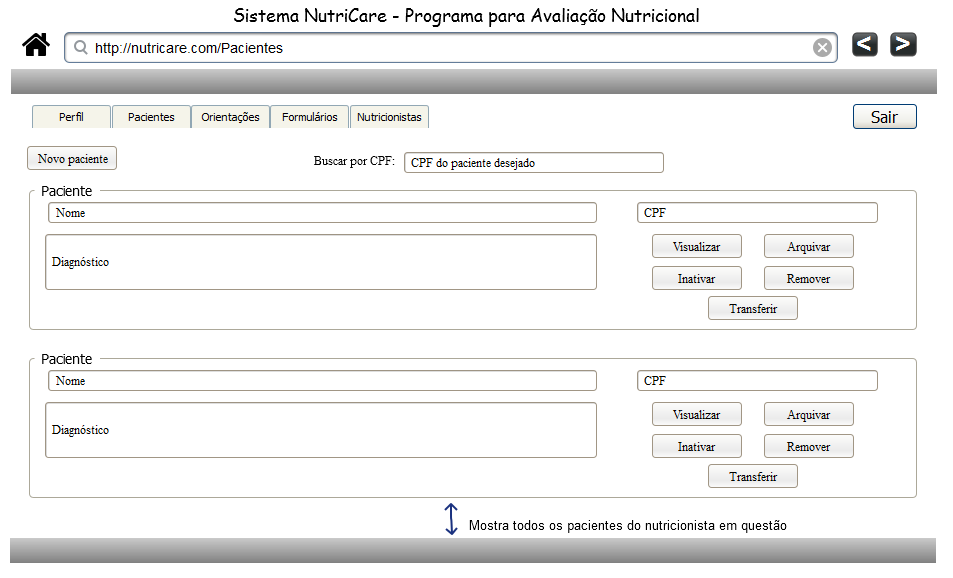 Sistema NutriCare - Programa para Avaliação Nutricional
http://nutricare.com/Pacientes
Perfil Pacientes Orientações Formulários Nutricionistas Sair
Novo paciente Buscar por CPF: CPF do paciente desejado
Paciente
Nome CPF
Diagnóstico Visualizar Arquivar
Inativar Remover
Transferir
Paciente
Nome CPF
Diagnóstico Visualizar Arquivar
Inativar Remover
Transferir
Mostra todos os pacientes do nutricionista em questão